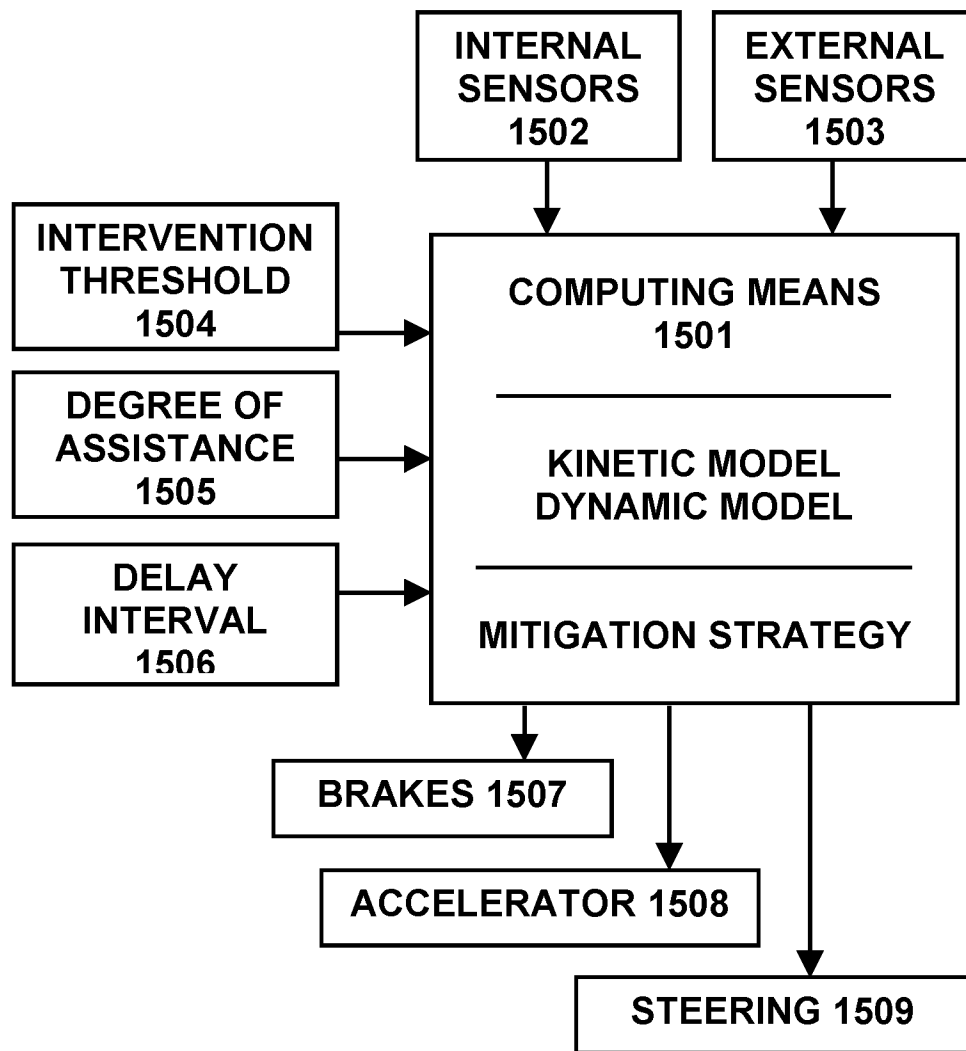 INTERNAL
SENSORS
1502
EXTERNAL
SENSORS
1503
INTERVENTION
THRESHOLD
1504
DEGREE OF
ASSISTANCE
1505
DELAY
INTERVAL
1506
COMPUTING MEANS
1501
KINETIC MODEL
DYNAMIC MODEL
MITIGATION STRATEGY
BRAKES 1507
ACCELERATOR 1508
STEERING 1509